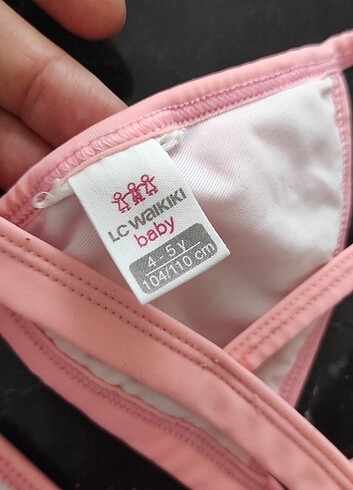 LC WAIKIKI
baby
4 - 5 y
104/110 cm